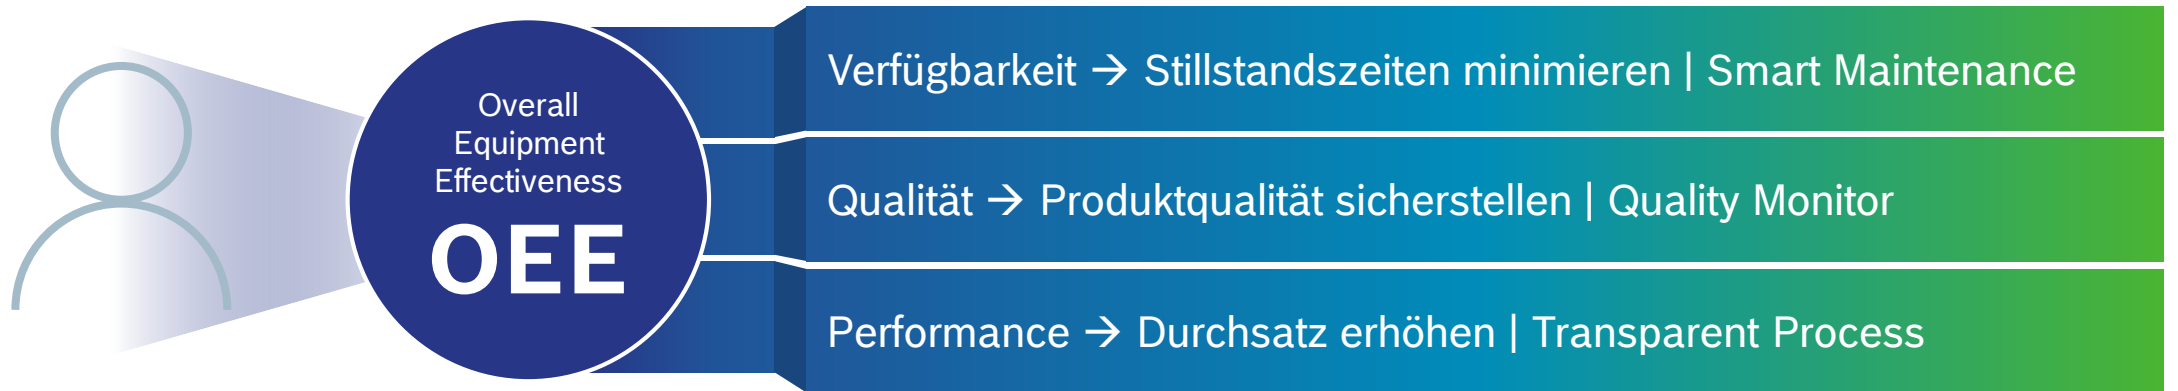 Overall
Equipment
Effectiveness
OEE
Verfügbarkeit → Stillstandszeiten minimieren | Smart Maintenance
Qualität → Produktqualität sicherstellen | Quality Monitor
Performance → Durchsatz erhöhen | Transparent Process